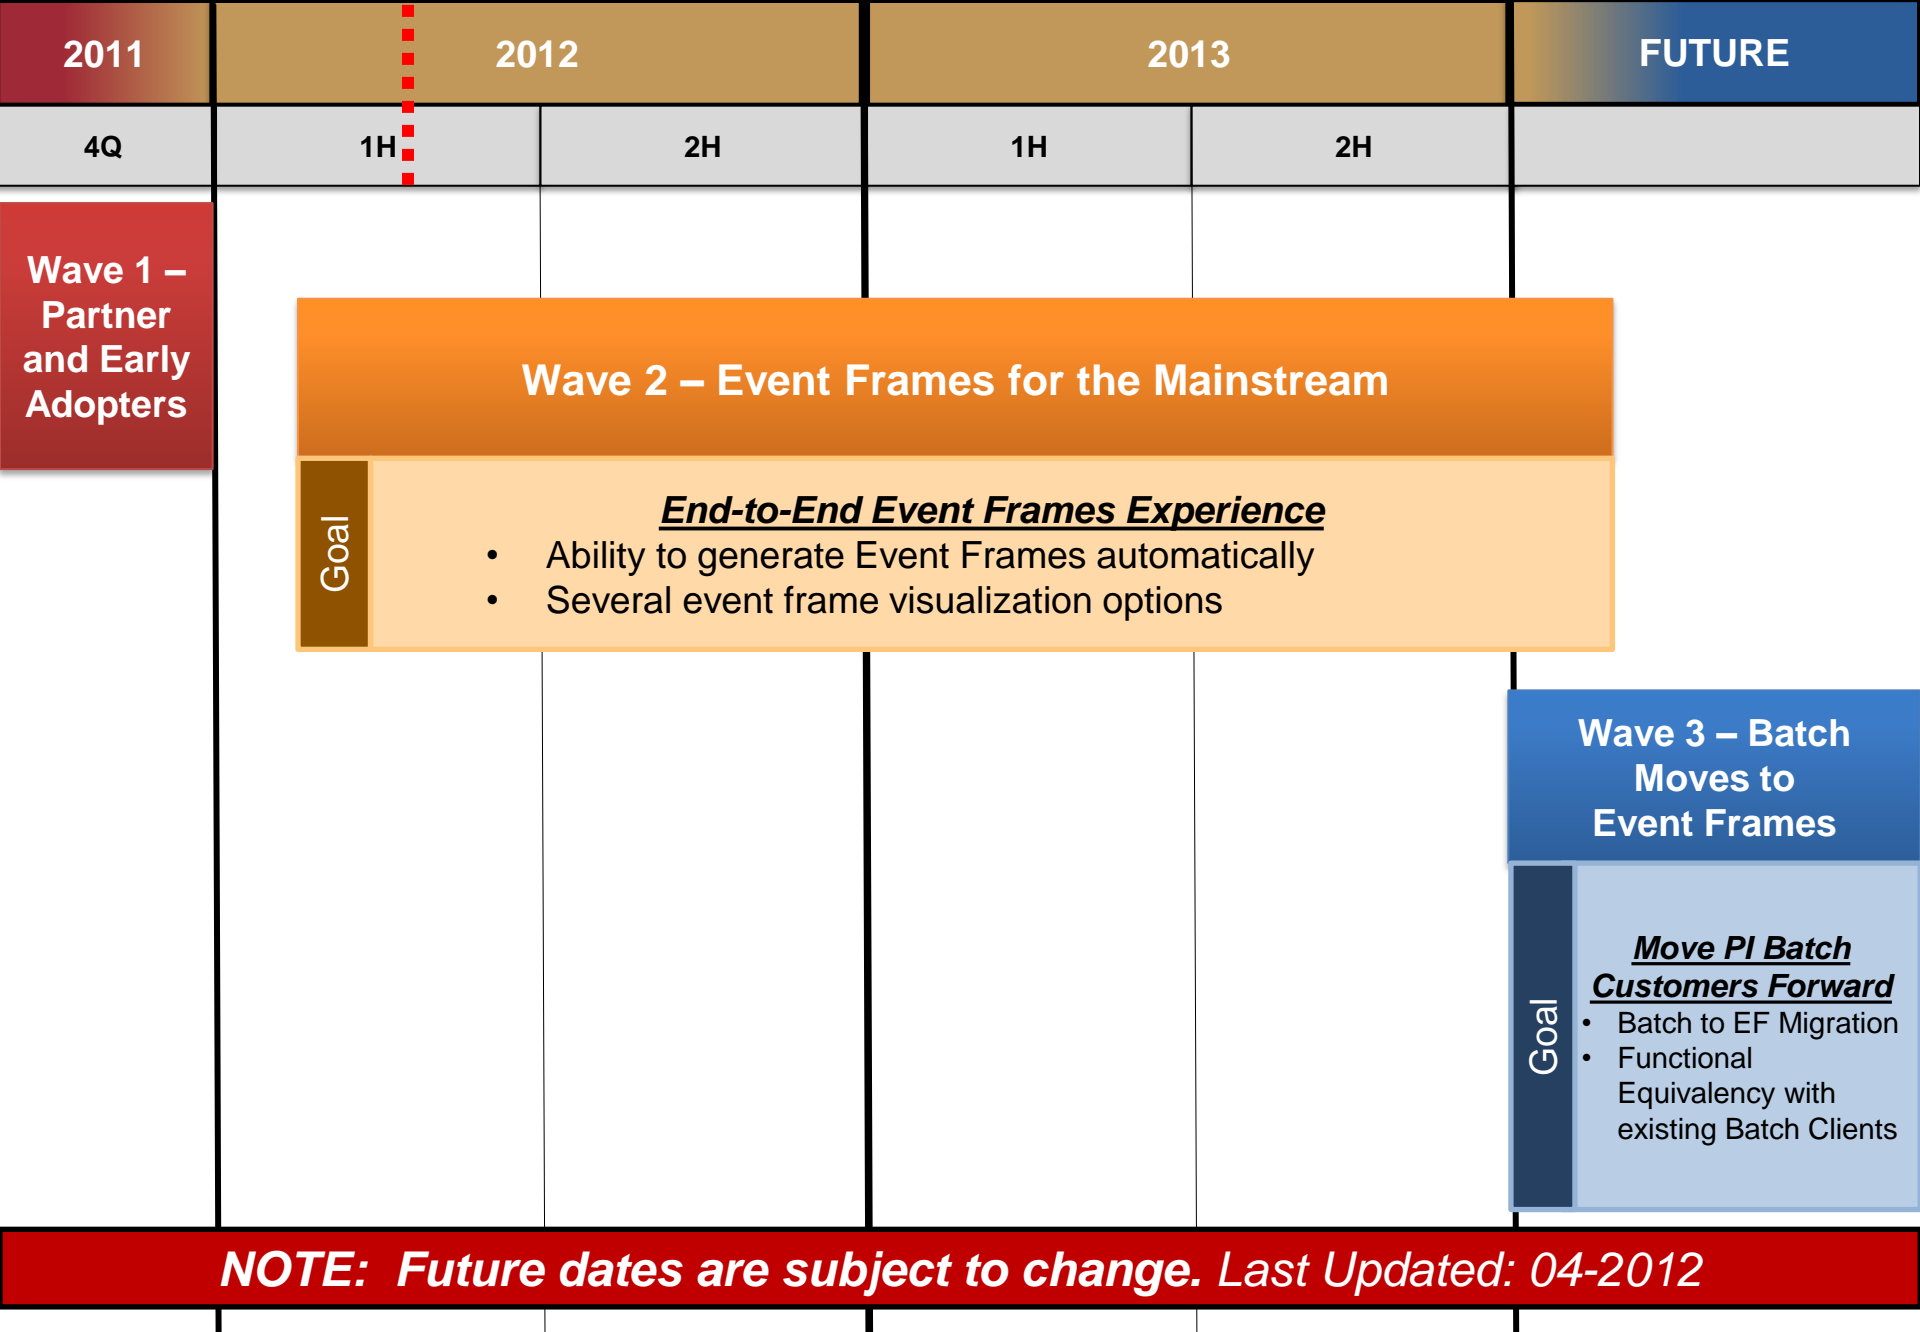 2011
2012
2013
FUTURE
4Q
1H
2H
1H
2H
Wave 1 –
Partner
and Early
Adopters
Wave 2 – Event Frames for the Mainstream
Goal
End-to-End Event Frames Experience
• Ability to generate Event Frames automatically
• Several event frame visualization options
Wave 3 – Batch
Moves to
Event Frames
Goal
Move PI Batch
Customers Forward
• Batch to EF Migration
• Functional
Equivalency with
existing Batch Clients
NOTE: Future dates are subject to change. Last Updated: 04-2012